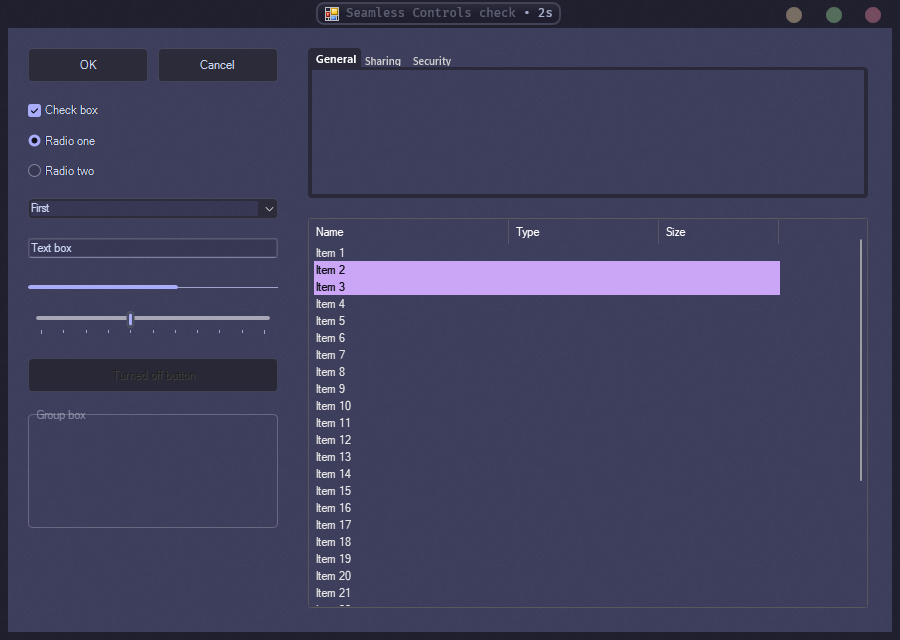 Seamless Controls check • 2s
OK
Cancel
Check box
Radio one
Radio two
First
Text box
Turned off button
Group box
General
Sharing
Security
Name
Type
Size
Item 1
Item 2
Item 3
Item 4
Item 5
Item 6
Item 7
Item 8
Item 9
Item 10
Item 11
Item 12
Item 13
Item 14
Item 15
Item 16
Item 17
Item 18
Item 19
Item 20
Item 21